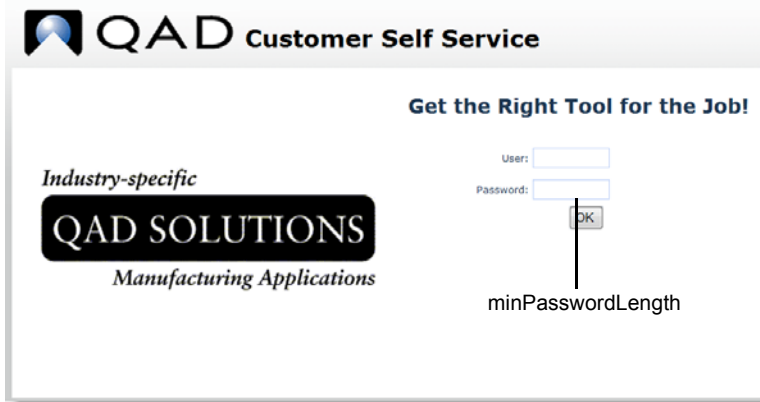 QAD Customer Self Service
Get the Right Tool for the Job!
User:
Industry-specific
Password:
OK
QAD SOLUTIONS
Manufacturing Applications
minPasswordLength